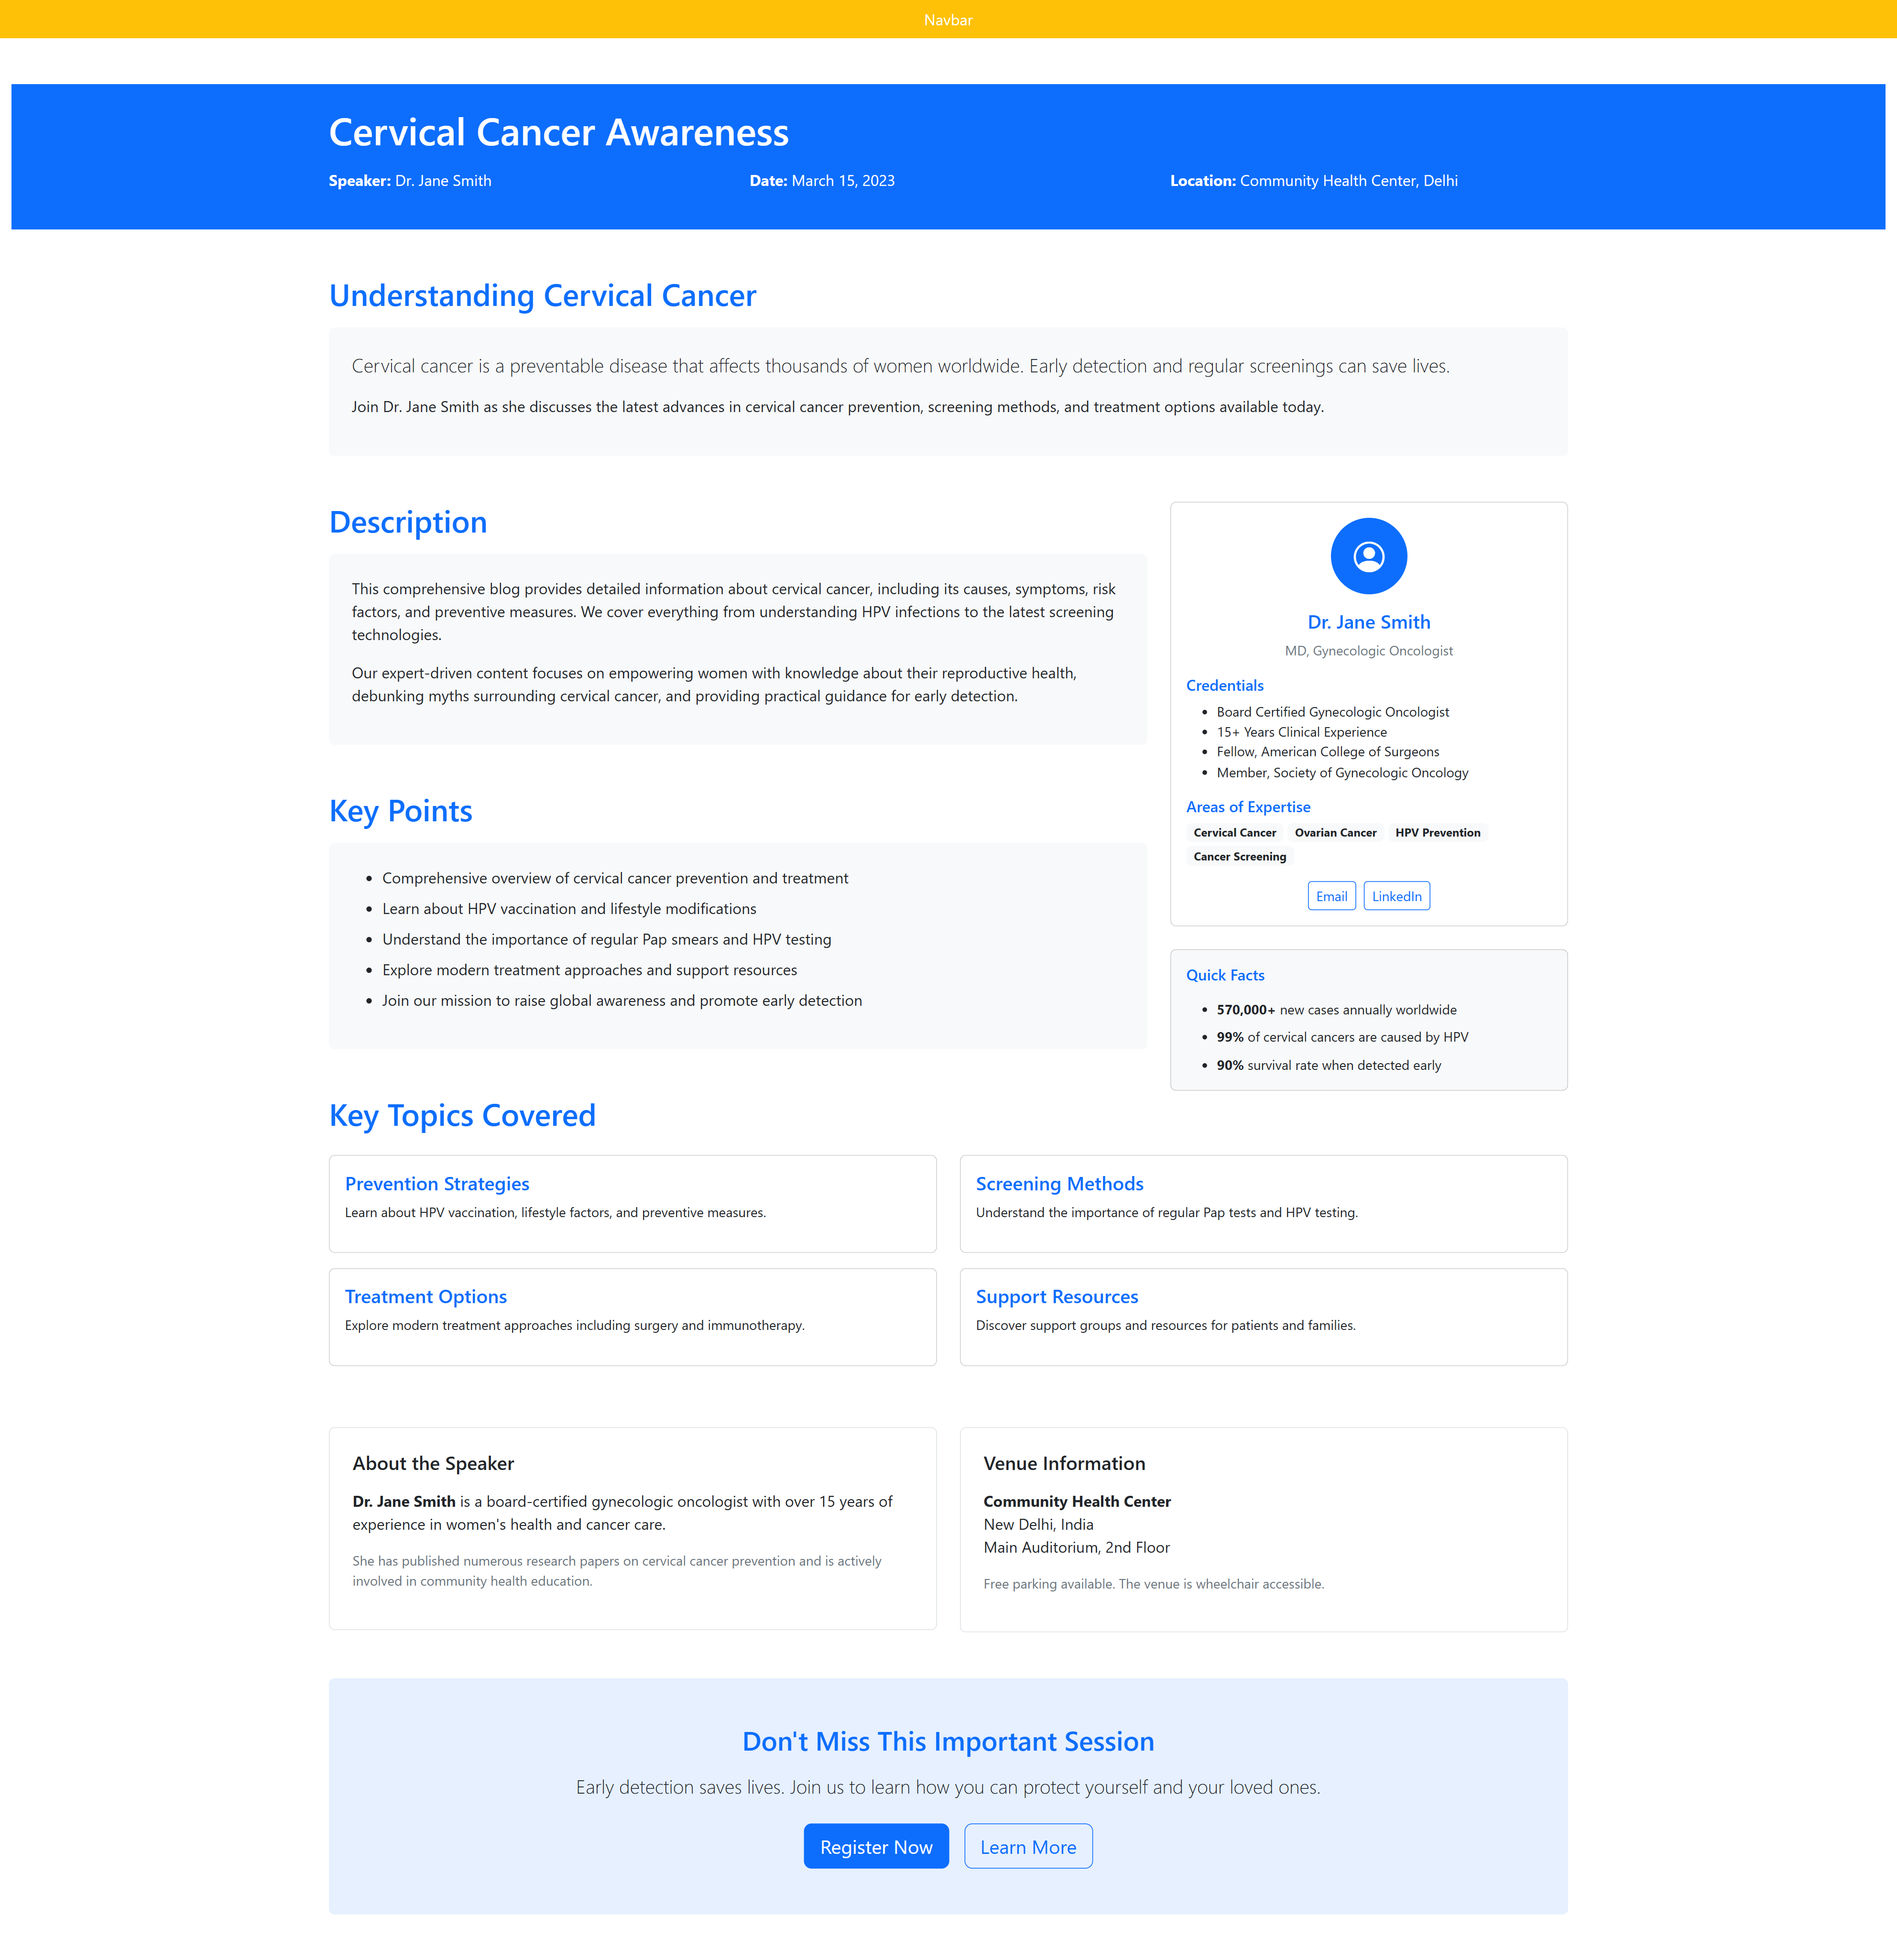 Navbar
Cervical Cancer Awareness
Speaker: Dr. Jane Smith
Date: March 15, 2023
Location: Community Health Center, Delhi
Understanding Cervical Cancer
Cervical cancer is a preventable disease that affects thousands of women worldwide. Early detection and regular screenings can save lives.
Join Dr. Jane Smith as she discusses the latest advances in cervical cancer prevention, screening methods, and treatment options available today.
Description
This comprehensive blog provides detailed information about cervical cancer, including its causes, symptoms, risk
factors, and preventive measures. We cover everything from understanding HPV infections to the latest screening
technologies.
Our expert-driven content focuses on empowering women with knowledge about their reproductive health,
debunking myths surrounding cervical cancer, and providing practical guidance for early detection.
Key Points
Comprehensive overview of cervical cancer prevention and treatment
Learn about HPV vaccination and lifestyle modifications
Understand the importance of regular Pap smears and HPV testing
Explore modern treatment approaches and support resources
Join our mission to raise global awareness and promote early detection
Dr. Jane Smith
MD, Gynecologic Oncologist
Credentials
Board Certified Gynecologic Oncologist
15+ Years Clinical Experience
Fellow, American College of Surgeons
Member, Society of Gynecologic Oncology
Areas of Expertise
Cervical Cancer Ovarian Cancer HPV Prevention
Cancer Screening
Email LinkedIn
Quick Facts
570,000+ new cases annually worldwide
99% of cervical cancers are caused by HPV
90% survival rate when detected early
Key Topics Covered
Prevention Strategies
Learn about HPV vaccination, lifestyle factors, and preventive measures.
Screening Methods
Understand the importance of regular Pap tests and HPV testing.
Treatment Options
Explore modern treatment approaches including surgery and immunotherapy.
Support Resources
Discover support groups and resources for patients and families.
About the Speaker
Dr. Jane Smith is a board-certified gynecologic oncologist with over 15 years of
experience in women's health and cancer care.
She has published numerous research papers on cervical cancer prevention and is actively
involved in community health education.
Venue Information
Community Health Center
New Delhi, India
Main Auditorium, 2nd Floor
Free parking available. The venue is wheelchair accessible.
Don't Miss This Important Session
Early detection saves lives. Join us to learn how you can protect yourself and your loved ones.
Register Now Learn More